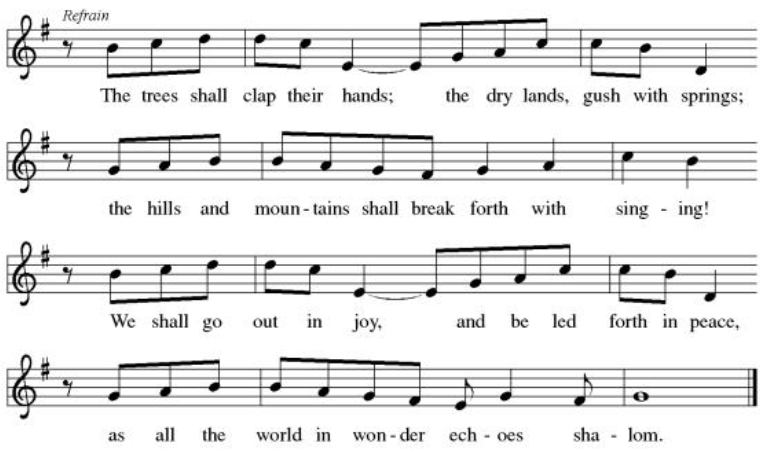 Refrain
The trees shall clap their hands; the dry lands, gush with springs;
the hills and moun - tains shall break forth with sing - ing!
We shall go out in joy, and be led forth in peace,
as all the world in won - der ech - oes sha - lom.